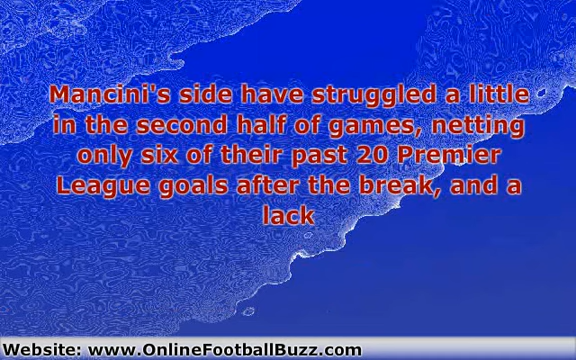 Mancini's side have struggled a little
in the second half of games, netting
only six of their past 20 Premier
League goals after the break, and a
lack
Website: www.OnlineFootballBuzz.com